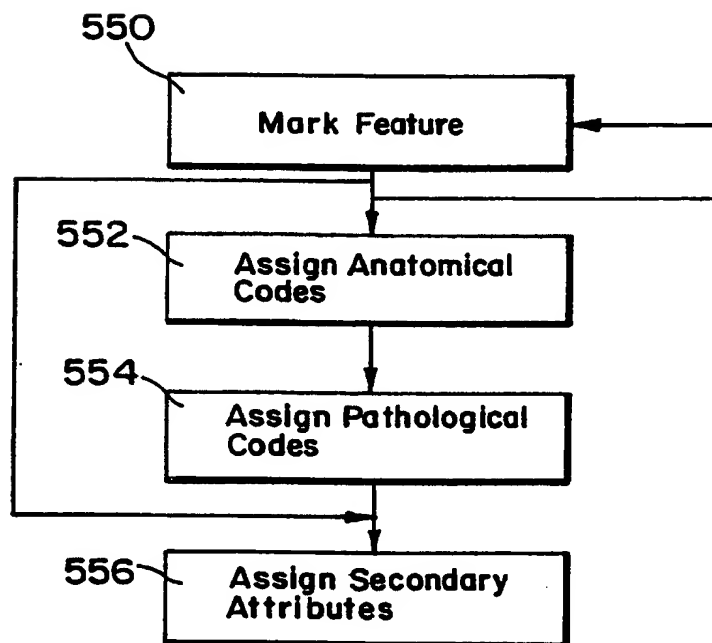 550
Mark Feature
552
Assign Anatomical
Codes
554
Assign Pathological
Codes
556
Assign Secondary
Attributes